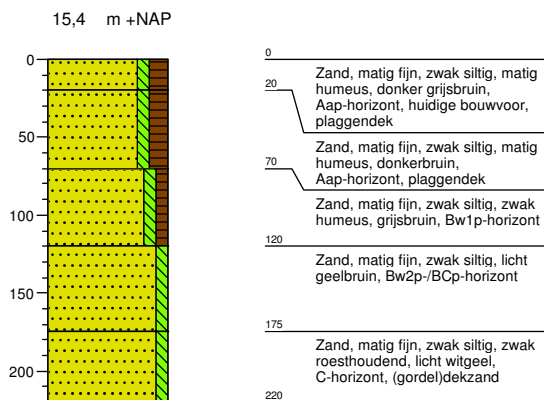 15,4 m +NAP
0
50
100
150
200
0
Zand, matig fijn, zwak siltig, matig
humeus, donker grijsbruin,
Aap-horizont, huidige bouwvoor,
plaggendek
20
Zand, matig fijn, zwak siltig, matig
humeus, donkerbruin,
Aap-horizont, plaggendek
70
Zand, matig fijn, zwak siltig, zwak
humeus, grijsbruin, Bw1p-horizont
120
Zand, matig fijn, zwak siltig, licht
geelbruin, Bw2p-/BCp-horizont
175
Zand, matig fijn, zwak siltig, zwak
roesthoudend, licht witgeel,
C-horizont, (gordel)dekzand
220